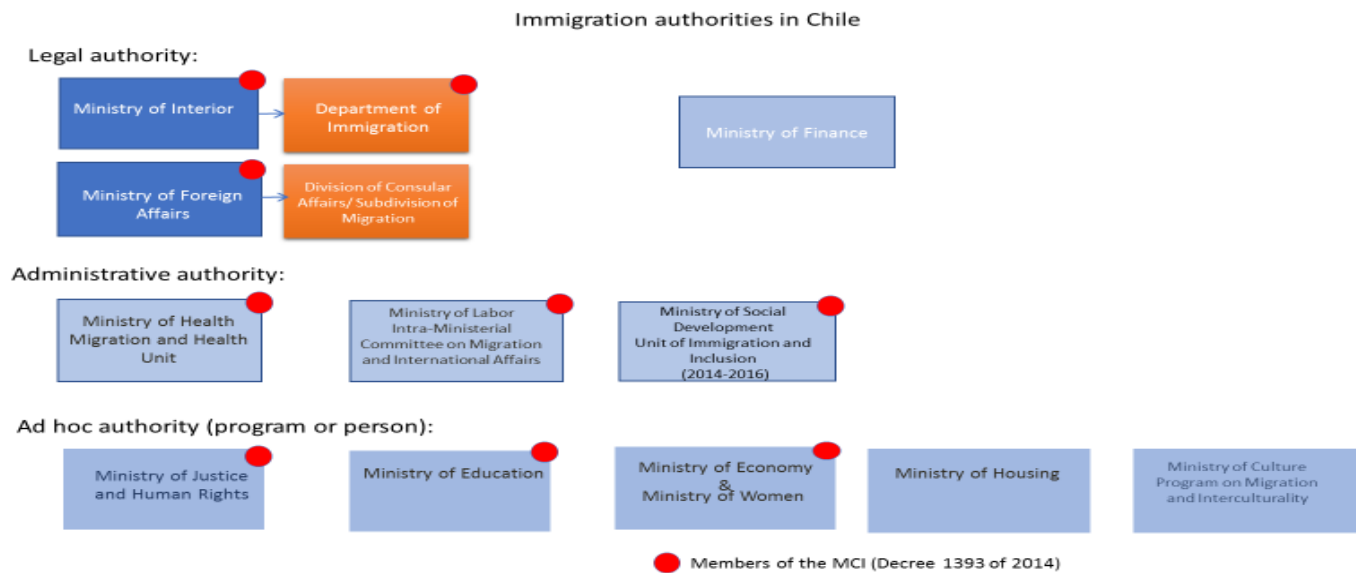 Immigration authorities in Chile
Legal authority:
Ministry of Interior
Department of
Immigration
Ministry of Finance
Ministry of Foreign
Affairs
Division of Consular
Affairs/ Subdivision of
Migration
Administrative authority:
Ministry of Health
Migration and Health
Unit
Ministry of Labor
Intra-Ministerial
Committee on Migration
and International Affairs
Ministry of Social
Development
Unit of Immigration and
Inclusion
(2014-2016)
Ad hoc authority (program or person):
Ministry of Justice
and Human Rights
Ministry of Education
Ministry of Economy
&
Ministry of Women
Ministry of Housing
Ministry of Culture
Program on Migration
and Interculturality
Members of the MCI (Decree 1393 of 2014)